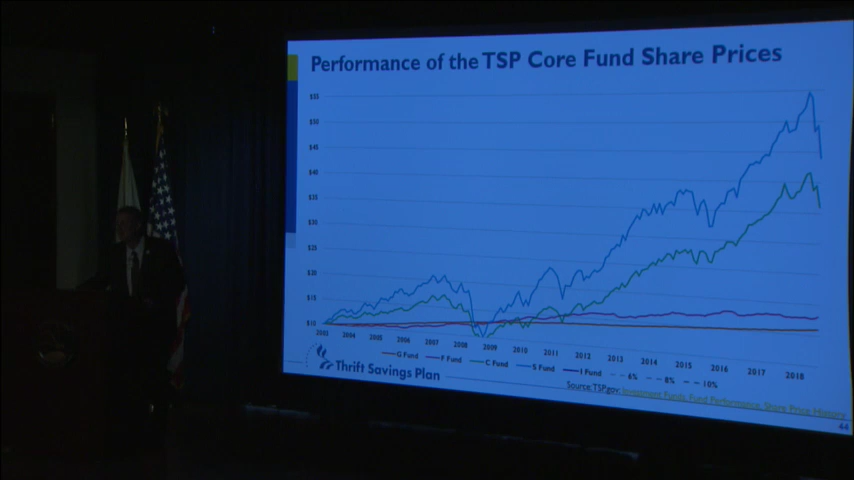 Performance of the TSP Core Fund Share Prices
$55
$50
$45
$40
$35
$30
$25
$20
$15
$10
2003 2004 2005 2006 2007 2008 2009 2010 2011 2012 2013 2014 2015 2016 2017 2018
G Fund F Fund C Fund S Fund I Fund 6% 8% 10%
Thrift Savings Plan
Source: TSP.gov, Investment Funds, Fund Performance, Share Price History
44